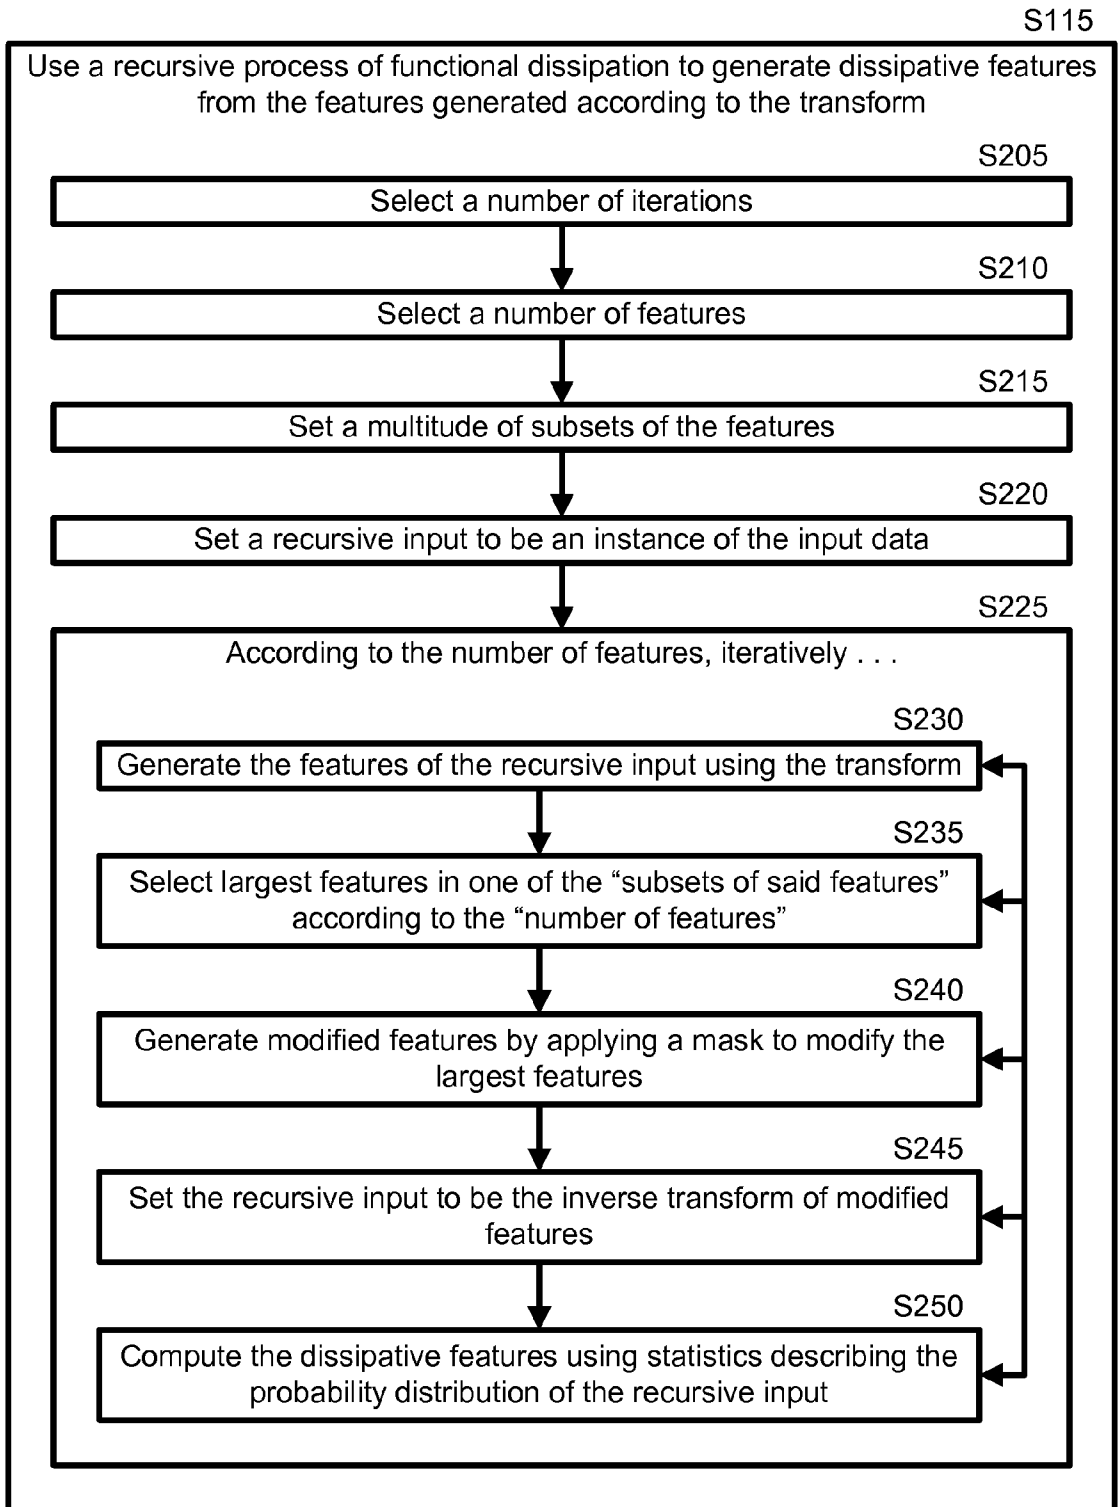 S115
Use a recursive process of functional dissipation to generate dissipative features
from the features generated according to the transform
S205
Select a number of iterations
S210
Select a number of features
S215
Set a multitude of subsets of the features
S220
Set a recursive input to be an instance of the input data
S225
According to the number of features, iteratively . . .
S230
Generate the features of the recursive input using the transform
S235
Select largest features in one of the “subsets of said features”
according to the “number of features”
S240
Generate modified features by applying a mask to modify the
largest features
S245
Set the recursive input to be the inverse transform of modified
features
S250
Compute the dissipative features using statistics describing the
probability distribution of the recursive input